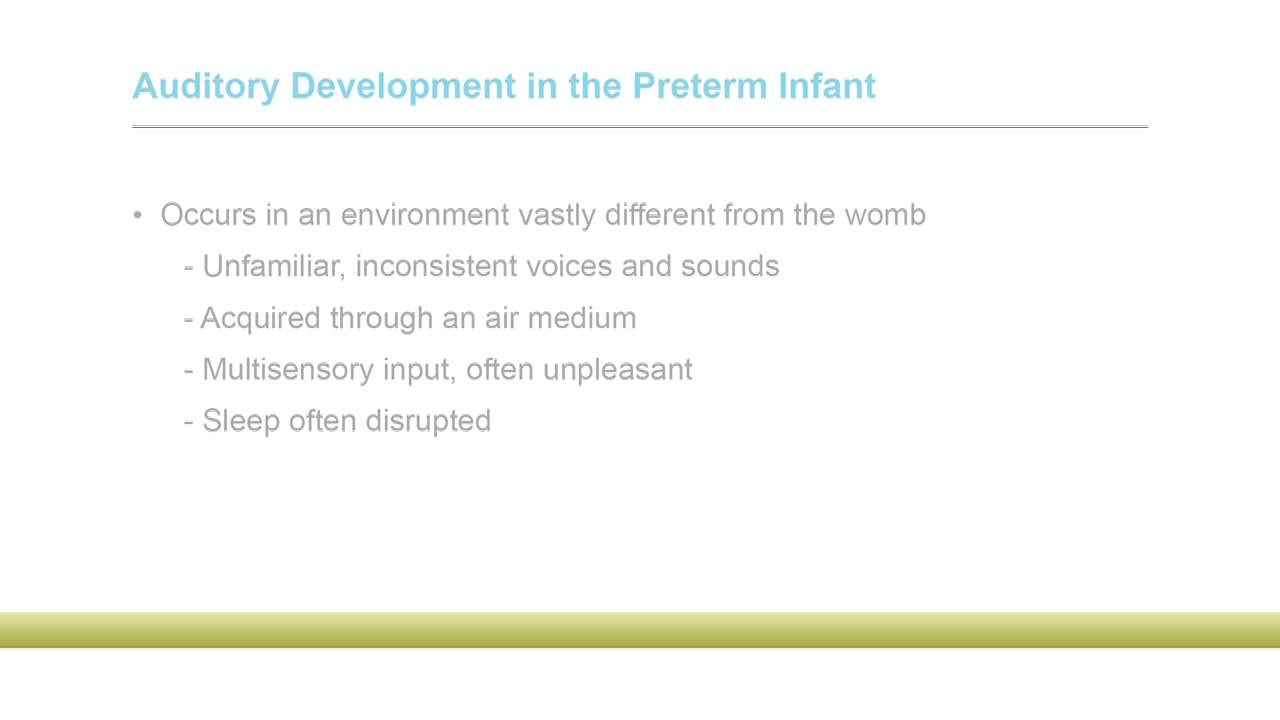 Auditory Development in the Preterm Infant
• Occurs in an environment vastly different from the womb
- Unfamiliar, inconsistent voices and sounds
- Acquired through an air medium
- Multisensory input, often unpleasant
- Sleep often disrupted